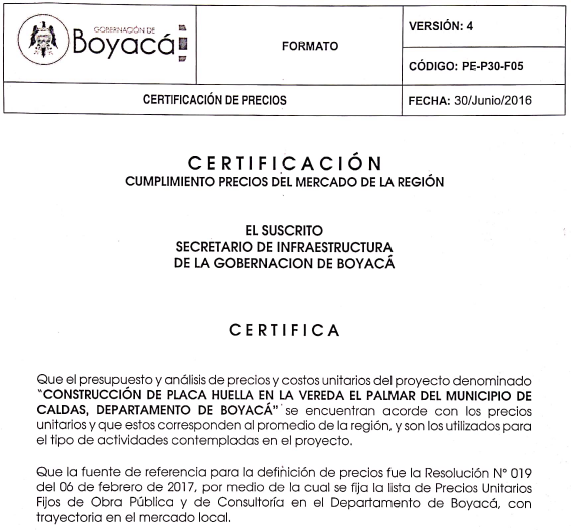 GOBERNACIÓN DE
Boyacá
FORMATO
VERSIÓN: 4
CÓDIGO: PE-P30-F05
CERTIFICACIÓN DE PRECIOS
FECHA: 30/Junio/2016
CERTIFICACIÓN
CUMPLIMIENTO PRECIOS DEL MERCADO DE LA REGIÓN
EL SUSCRITO
SECRETARIO DE INFRAESTRUCTURA
DE LA GOBERNACION DE BOYACÁ
CERTIFICA
Que el presupuesto y análisis de precios y costos unitarios del proyecto denominado
"CONSTRUCCIÓN DE PLACA HUELLA EN LA VEREDA EL PALMAR DEL MUNICIPIO DE
CALDAS, DEPARTAMENTO DE BOYACÁ" se encuentran acorde con los precios
unitarios y que estos corresponden al promedio de la región, y son los utilizados para
el tipo de actividades contempladas en el proyecto.
Que la fuente de referencia para la definición de precios fue la Resolución N° 019
del 06 de febrero de 2017, por medio de la cual se fija la lista de Precios Unitarios
Fijos de Obra Pública y de Consultoría en el Departamento de Boyacá, con
trayectoria en el mercado local.